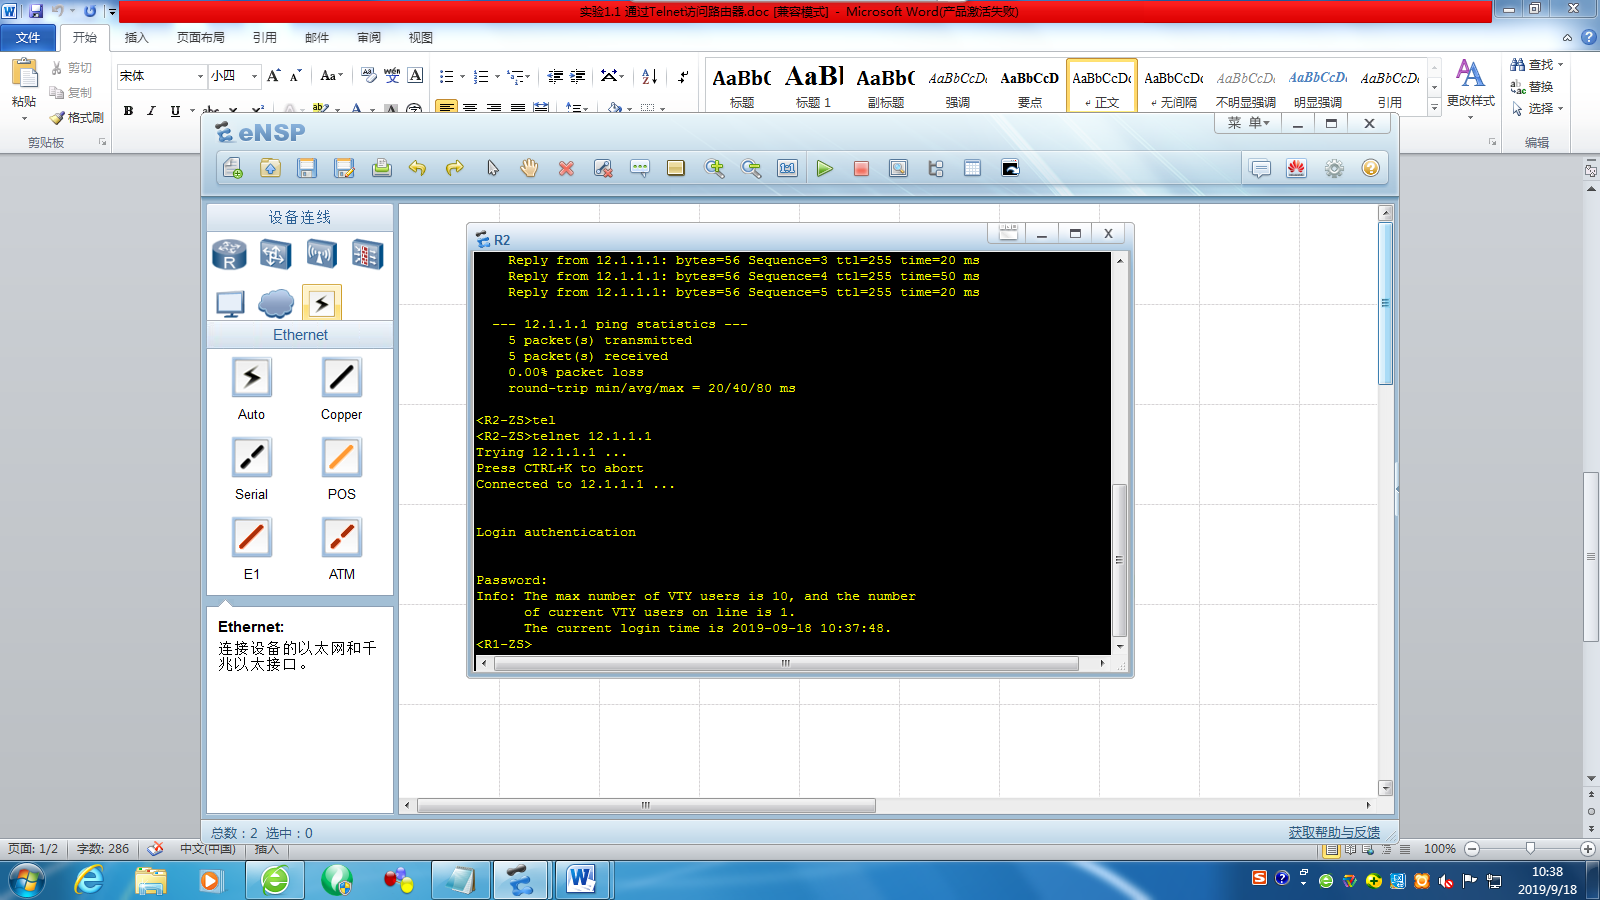 实验1.1 通过Telnet访问路由器.doc [兼容模式] - Microsoft Word(产品激活失败)
文件 开始 插入 页面布局 引用 邮件 审阅 视图
粘贴
剪切
复制
格式刷
剪贴板
宋体 小四
AaBbC 标题
AaBl 标题 1
AaBbC 副标题
AaBbCcDc 强调
AaBbCcD 要点
AaBbCcDc 正文
AaBbCcDc 无间隔
AaBbCcDc 不明显强调
AaBbCcDc 明显强调
AaBbCcDc 引用
更改样式
查找
替换
选择
编辑
eNSP
菜 单
设备连线
Ethernet
Auto Copper
Serial POS
E1 ATM
Ethernet:
连接设备的以太网和千
兆以太接口。
R2
Reply from 12.1.1.1: bytes=56 Sequence=3 ttl=255 time=20 ms
Reply from 12.1.1.1: bytes=56 Sequence=4 ttl=255 time=50 ms
Reply from 12.1.1.1: bytes=56 Sequence=5 ttl=255 time=20 ms
--- 12.1.1.1 ping statistics ---
5 packet(s) transmitted
5 packet(s) received
0.00% packet loss
round-trip min/avg/max = 20/40/80 ms
<R2-ZS>tel
<R2-ZS>telnet 12.1.1.1
Trying 12.1.1.1 ...
Press CTRL+K to abort
Connected to 12.1.1.1 ...
Login authentication
Password:
Info: The max number of VTY users is 10, and the number
of current VTY users on line is 1.
The current login time is 2019-09-18 10:37:48.
<R1-ZS>
总数：2 选中：0
获取帮助与反馈
页面: 1/2 字数: 286 中文(中国) 插入
100%
10:38
2019/9/18